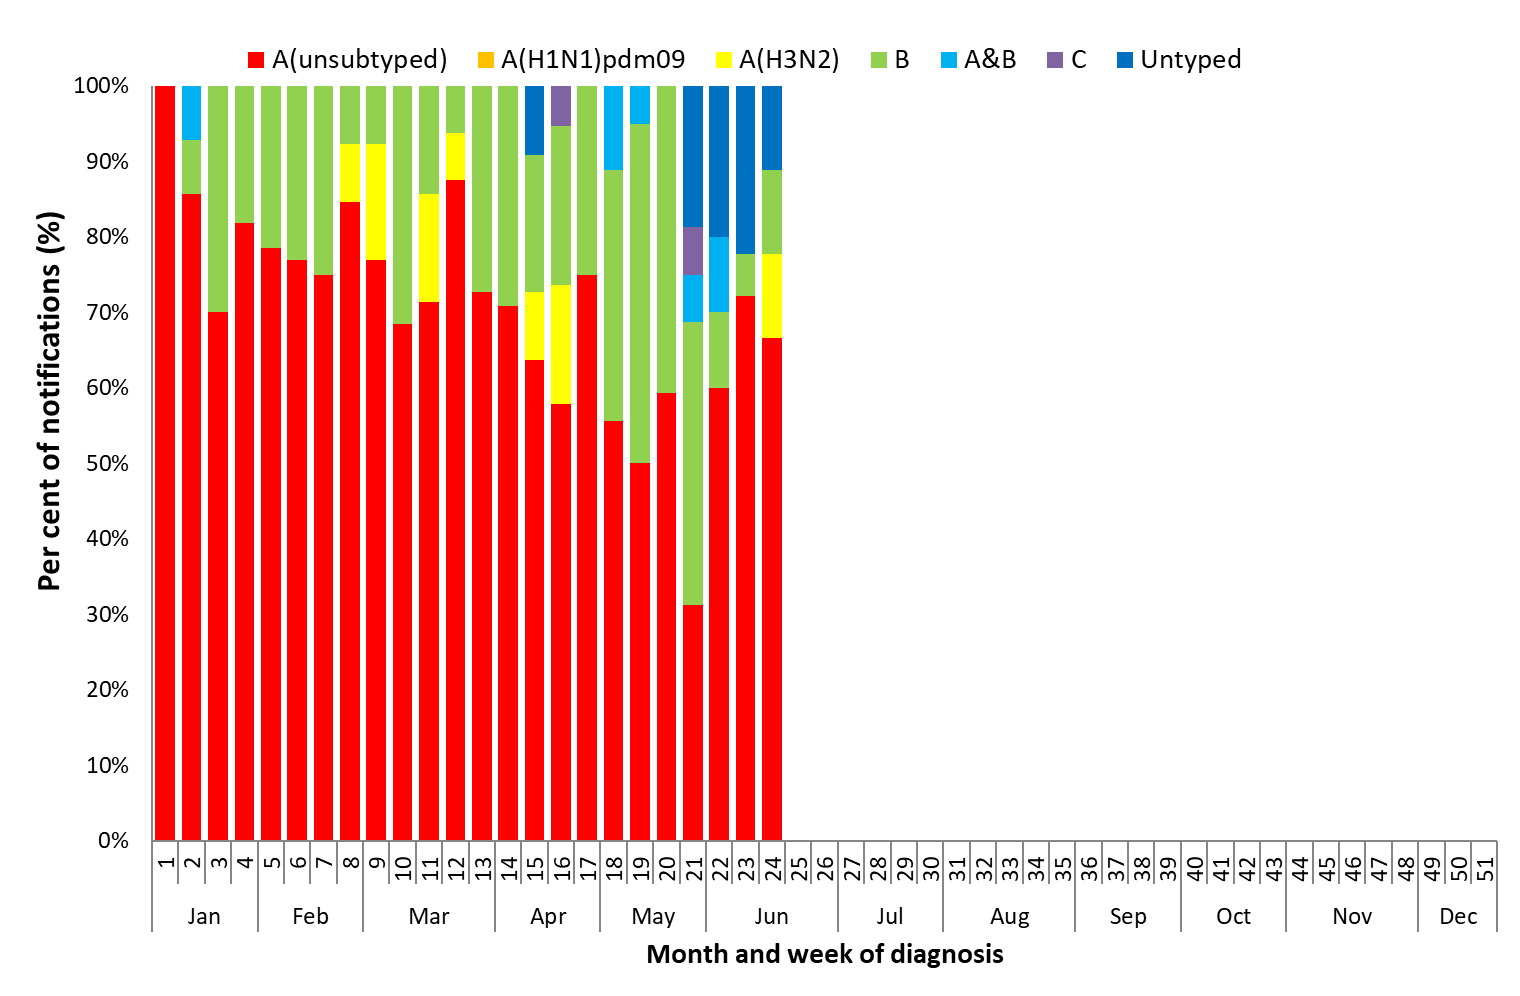 A(unsubtyped) A(H1N1)pdm09 A(H3N2) B A&B C Untyped
Per cent of notifications (%)
100%
90%
80%
70%
60%
50%
40%
30%
20%
10%
0%
1 2 3 4 5 6 7 8 9 10 11 12 13 14 15 16 17 18 19 20 21 22 23 24 25 26 27 28 29 30 31 32 33 34 35 36 37 38 39 40 41 42 43 44 45 46 47 48 49 50 51
Jan Feb Mar Apr May Jun Jul Aug Sep Oct Nov Dec
Month and week of diagnosis